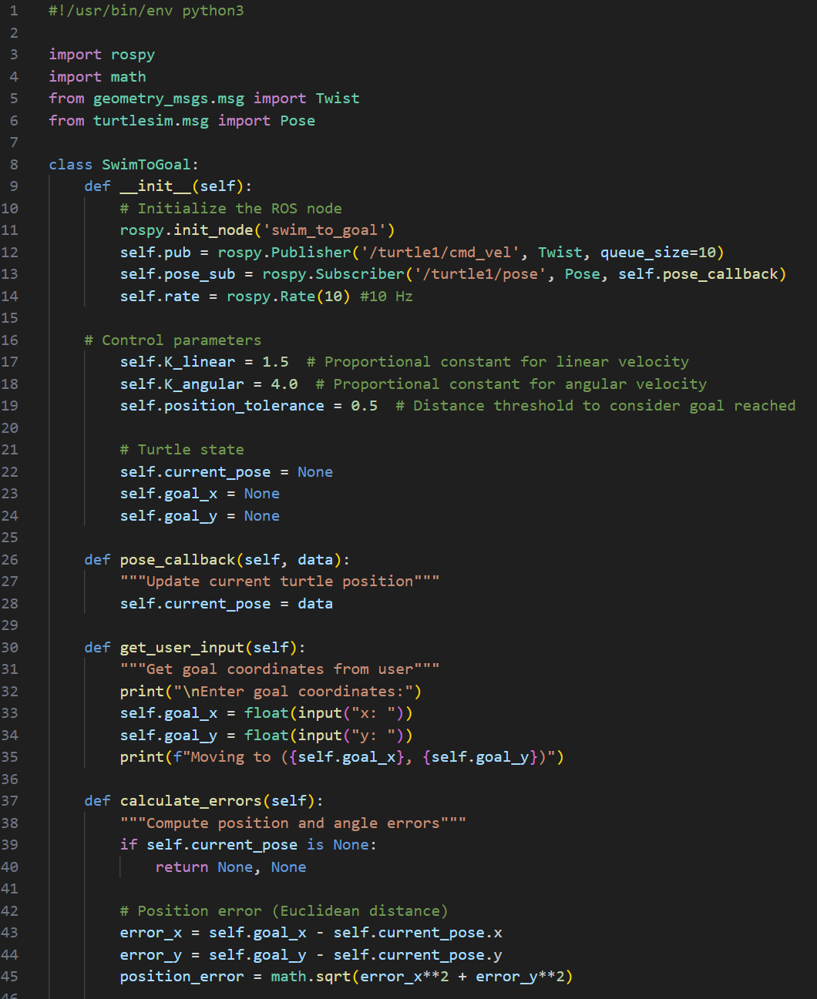 1 #!/usr/bin/env python3
2
3 import rospy
4 import math
5 from geometry_msgs.msg import Twist
6 from turtlesim.msg import Pose
7
8 class SwimToGoal:
9     def __init__(self):
10         # Initialize the ROS node
11         rospy.init_node('swim_to_goal')
12         self.pub = rospy.Publisher('/turtle1/cmd_vel', Twist, queue_size=10)
13         self.pose_sub = rospy.Subscriber('/turtle1/pose', Pose, self.pose_callback)
14         self.rate = rospy.Rate(10) #10 Hz
15
16     # Control parameters
17         self.K_linear = 1.5  # Proportional constant for linear velocity
18         self.K_angular = 4.0  # Proportional constant for angular velocity
19         self.position_tolerance = 0.5  # Distance threshold to consider goal reached
20
21         # Turtle state
22         self.current_pose = None
23         self.goal_x = None
24         self.goal_y = None
25
26     def pose_callback(self, data):
27         """Update current turtle position"""
28         self.current_pose = data
29
30     def get_user_input(self):
31         """Get goal coordinates from user"""
32         print("\nEnter goal coordinates:")
33         self.goal_x = float(input("x: "))
34         self.goal_y = float(input("y: "))
35         print(f"Moving to ({self.goal_x}, {self.goal_y})")
36
37     def calculate_errors(self):
38         """Compute position and angle errors"""
39         if self.current_pose is None:
40             return None, None
41
42         # Position error (Euclidean distance)
43         error_x = self.goal_x - self.current_pose.x
44         error_y = self.goal_y - self.current_pose.y
45         position_error = math.sqrt(error_x**2 + error_y**2)
46